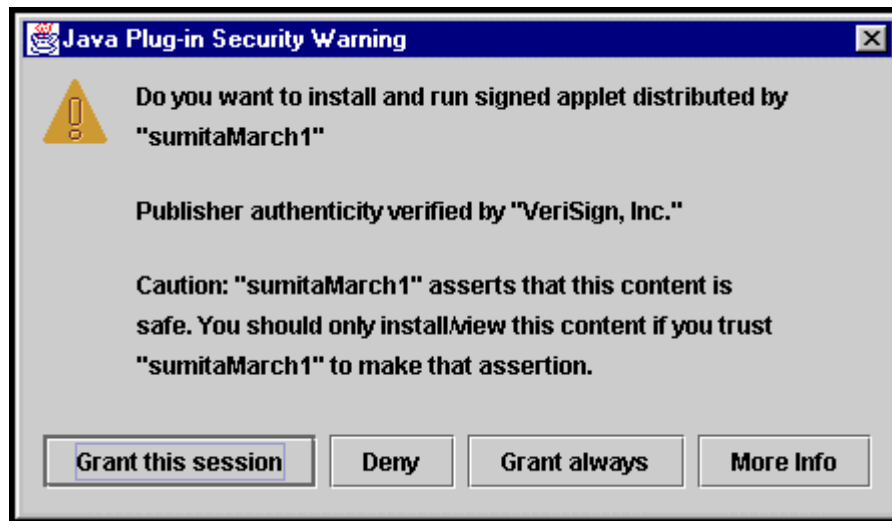 Java Plug-in Security Warning
Do you want to install and run signed applet distributed by
"sumitaMarch1"
Publisher authenticity verified by "VeriSign, Inc."
Caution: "sumitaMarch1" asserts that this content is
safe. You should only install/view this content if you trust
"sumitaMarch1" to make that assertion.
Grant this session Deny Grant always More Info